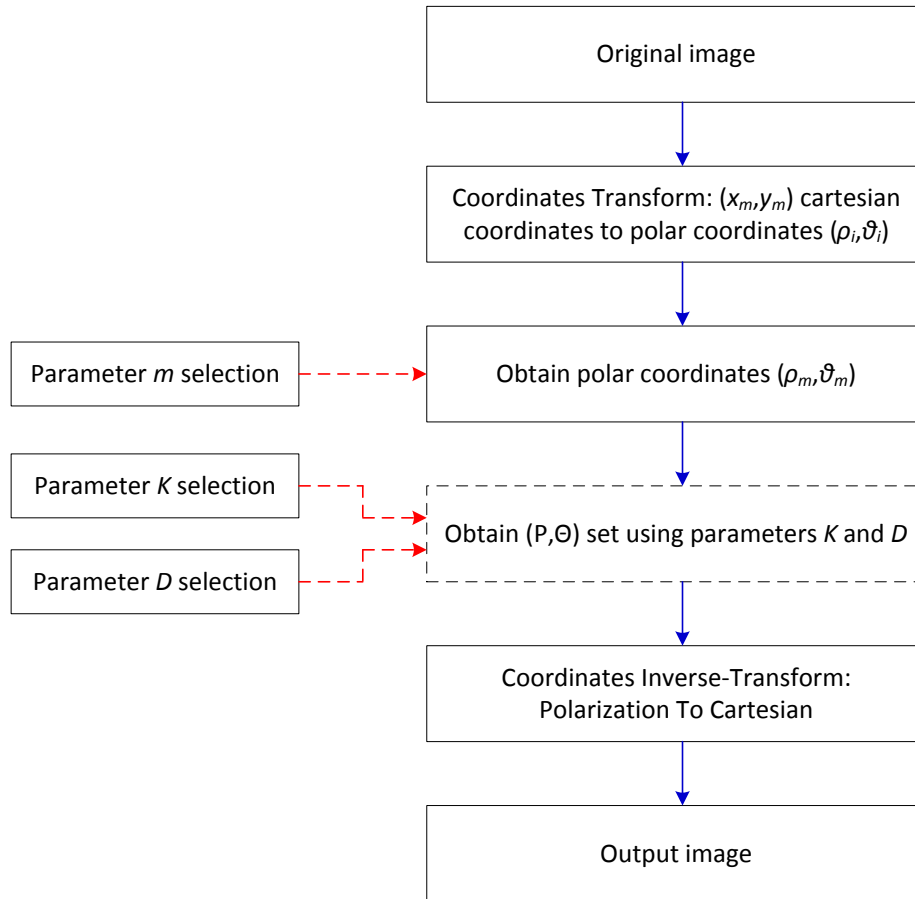 Original image
Coordinates Transform: (xₘ,yₘ) cartesian
coordinates to polar coordinates (ρᵢ,ϑᵢ)
Parameter m selection
Obtain polar coordinates (ρₘ,ϑₘ)
Parameter K selection
Obtain (Ρ,Θ) set using parameters K and D
Parameter D selection
Coordinates Inverse-Transform:
Polarization To Cartesian
Output image